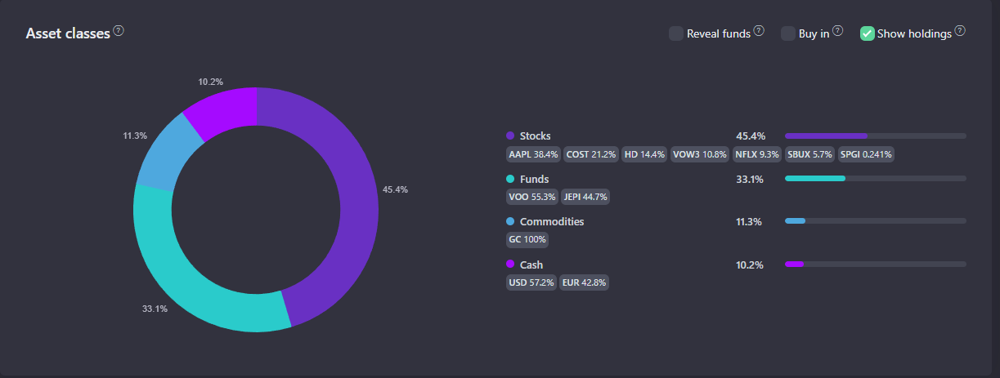 Asset classes ?
Reveal funds ? Buy in ? Show holdings ?
10.2%
11.3%
45.4%
33.1%
Stocks 45.4%
AAPL 38.4% COST 21.2% HD 14.4% VOW3 10.8% NFLX 9.3% SBUX 5.7% SPGI 0.241%
Funds 33.1%
VOO 55.3% JEPI 44.7%
Commodities 11.3%
GC 100%
Cash 10.2%
USD 57.2% EUR 42.8%